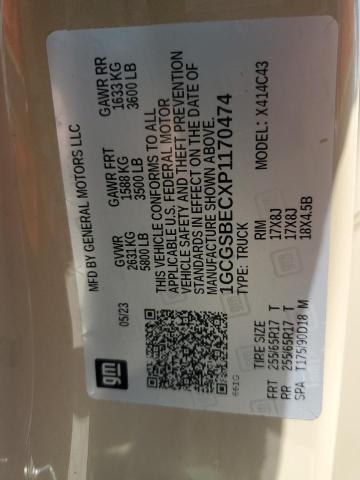 MFD BY GENERAL MOTORS LLC
05/23
GVWR
2631 KG
5800 LB
GAWR FRT
1588 KG
3500 LB
GAWR RR
1633 KG
3600 LB
THIS VEHICLE CONFORMS TO ALL
APPLICABLE U.S. FEDERAL MOTOR
VEHICLE SAFETY AND THEFT PREVENTION
STANDARDS IN EFFECT ON THE DATE OF
MANUFACTURE SHOWN ABOVE.
1GCGSBECXP1170474
TYPE: TRUCK
MODEL: X414C43
661G
gm
TIRE SIZE RIM
FRT 255/65R17 T 17X8J
RR 255/65R17 T 17X8J
SPA T175/90D18 M 18X4.5B